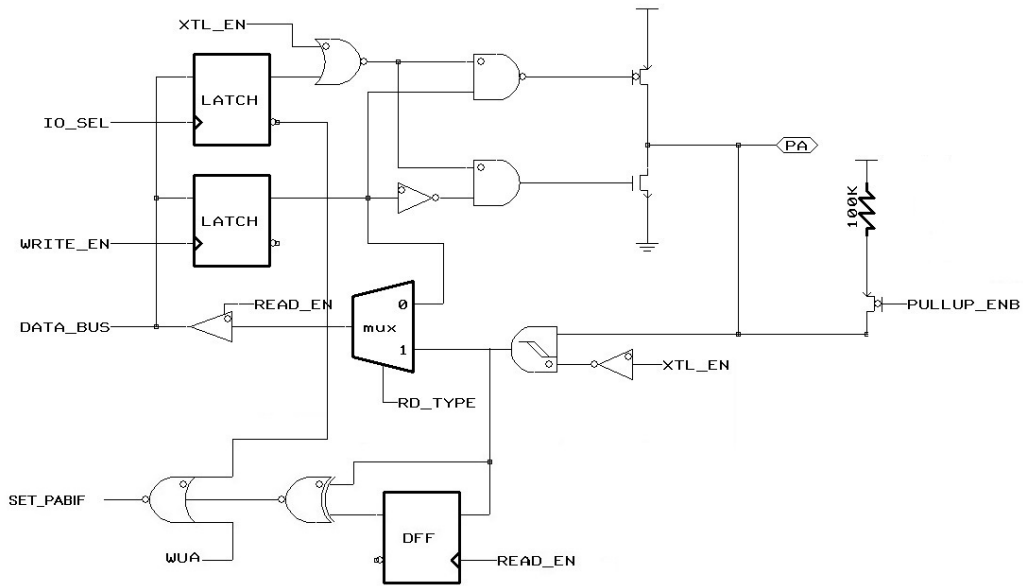 XTL_EN
LATCH
IO_SEL
PA
LATCH
100K
WRITE_EN
READ_EN
0
PULLUP_ENB
DATA_BUS
mux
1
XTL_EN
RD_TYPE
SET_PABIF
DFF
WUA
READ_EN